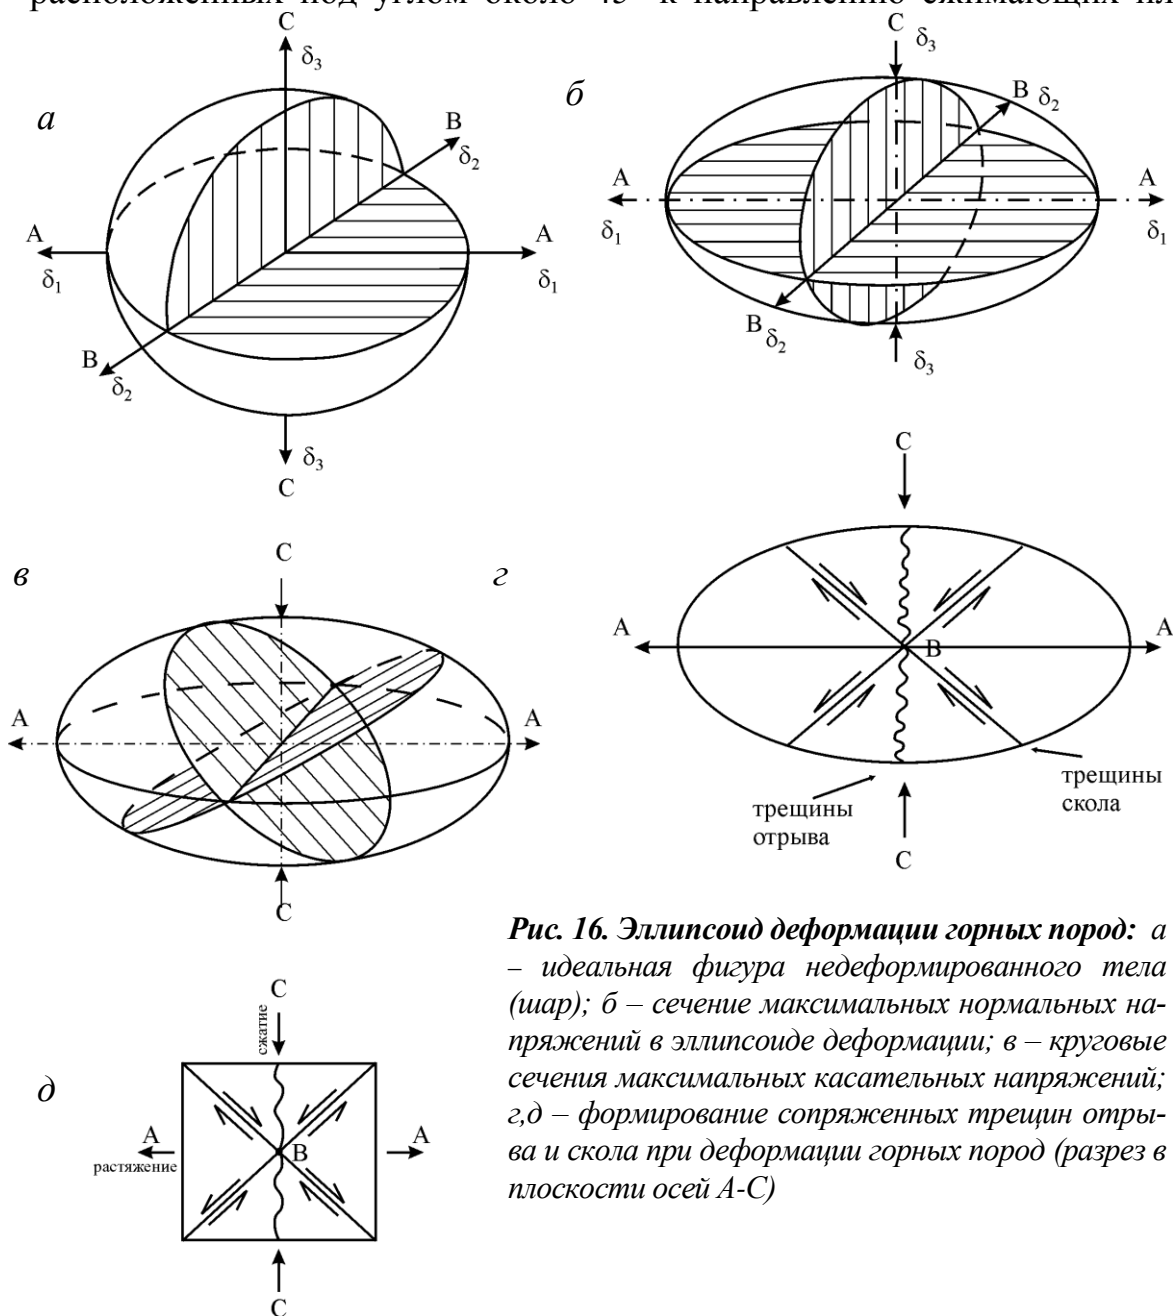 расположенных под углом около 45° к направлению сжимающих
C
δ3
а
B
δ2
A
δ1
A
δ1
B
δ2
δ3
C
б
C
δ3
B δ2
A
δ1
A
δ1
B δ2
δ3
в
C
A
A
C
г
C
A
B
A
трещины
отрыва
трещины
скола
C
д
C
сжатие
A
растяжение
B
A
C
Рис. 16. Эллипсоид деформации горных пород: а
– идеальная фигура недеформированного тела
(шар); б – сечение максимальных нормальных на-
пряжений в эллипсоиде деформации; в – круговые
сечения максимальных касательных напряжений;
г,д – формирование сопряженных трещин отры-
ва и скола при деформации горных пород (разрез в
плоскости осей А-С)